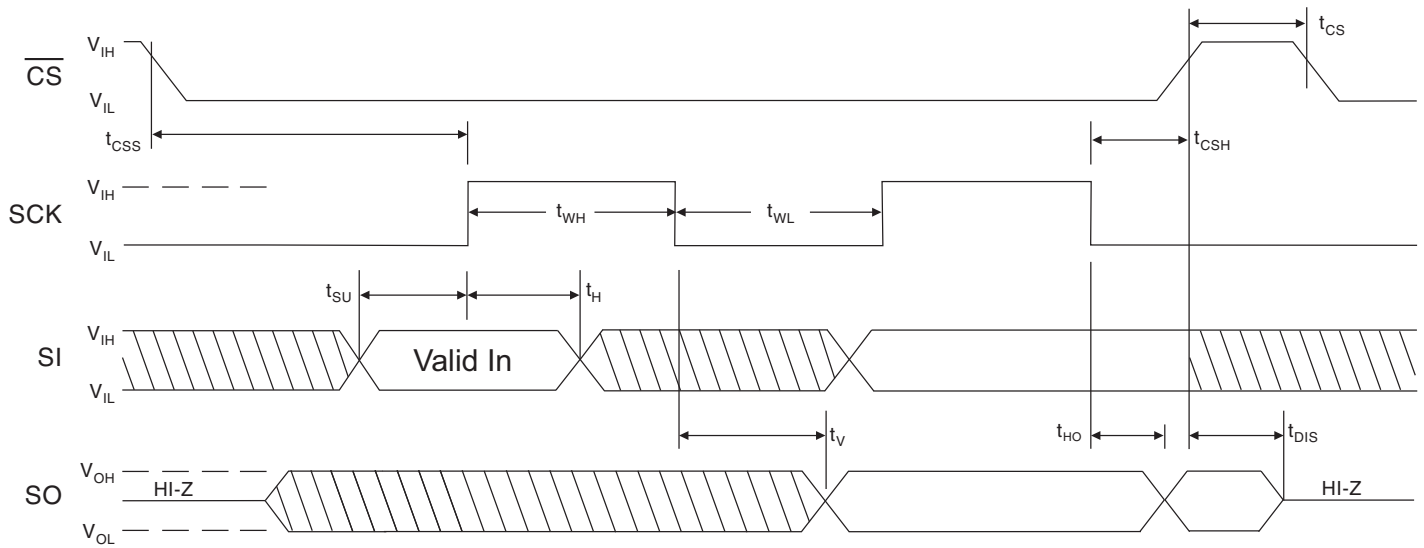 V_IH
t_CS
C̅S̅
V_IL
t_CSS
t_CSH
V_IH
SCK
t_WH
t_WL
V_IL
t_SU
t_H
V_IH
SI
Valid In
V_IL
t_V
t_HO
t_DIS
V_OH
SO
HI-Z
HI-Z
V_OL